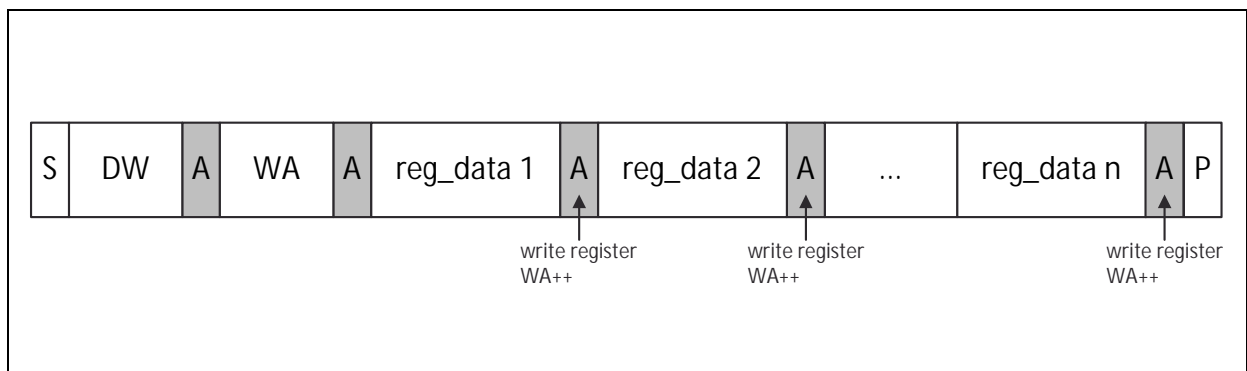 S DW A WA A reg_data 1 A reg_data 2 A ... reg_data n A P
write register write register write register
WA++ WA++ WA++